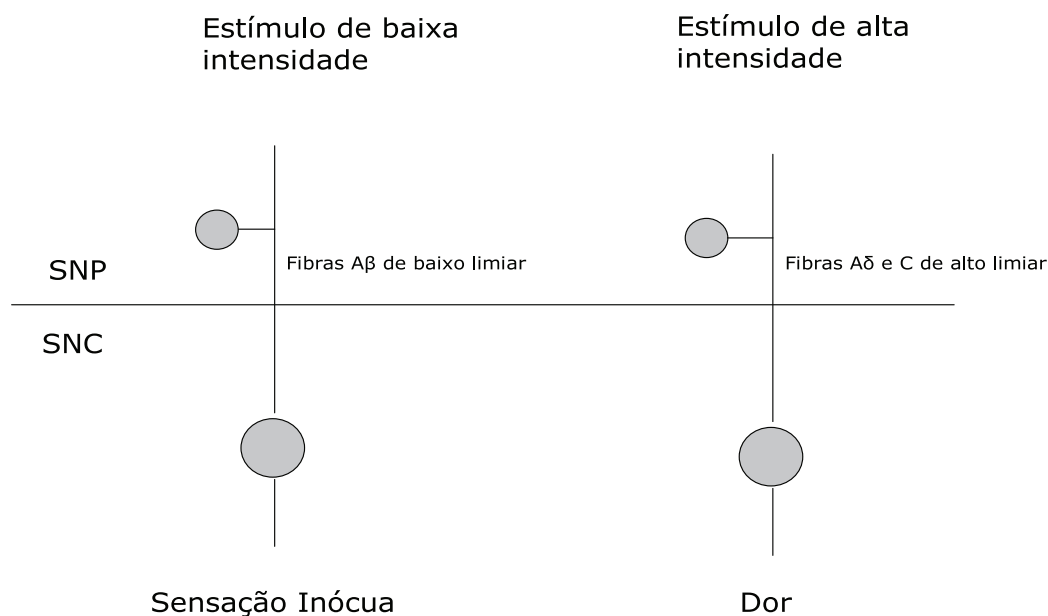 Estímulo de baixa
intensidade
Estímulo de alta
intensidade
SNP
Fibras Aβ de baixo limiar
Fibras Aδ e C de alto limiar
SNC
Sensação Inócua
Dor